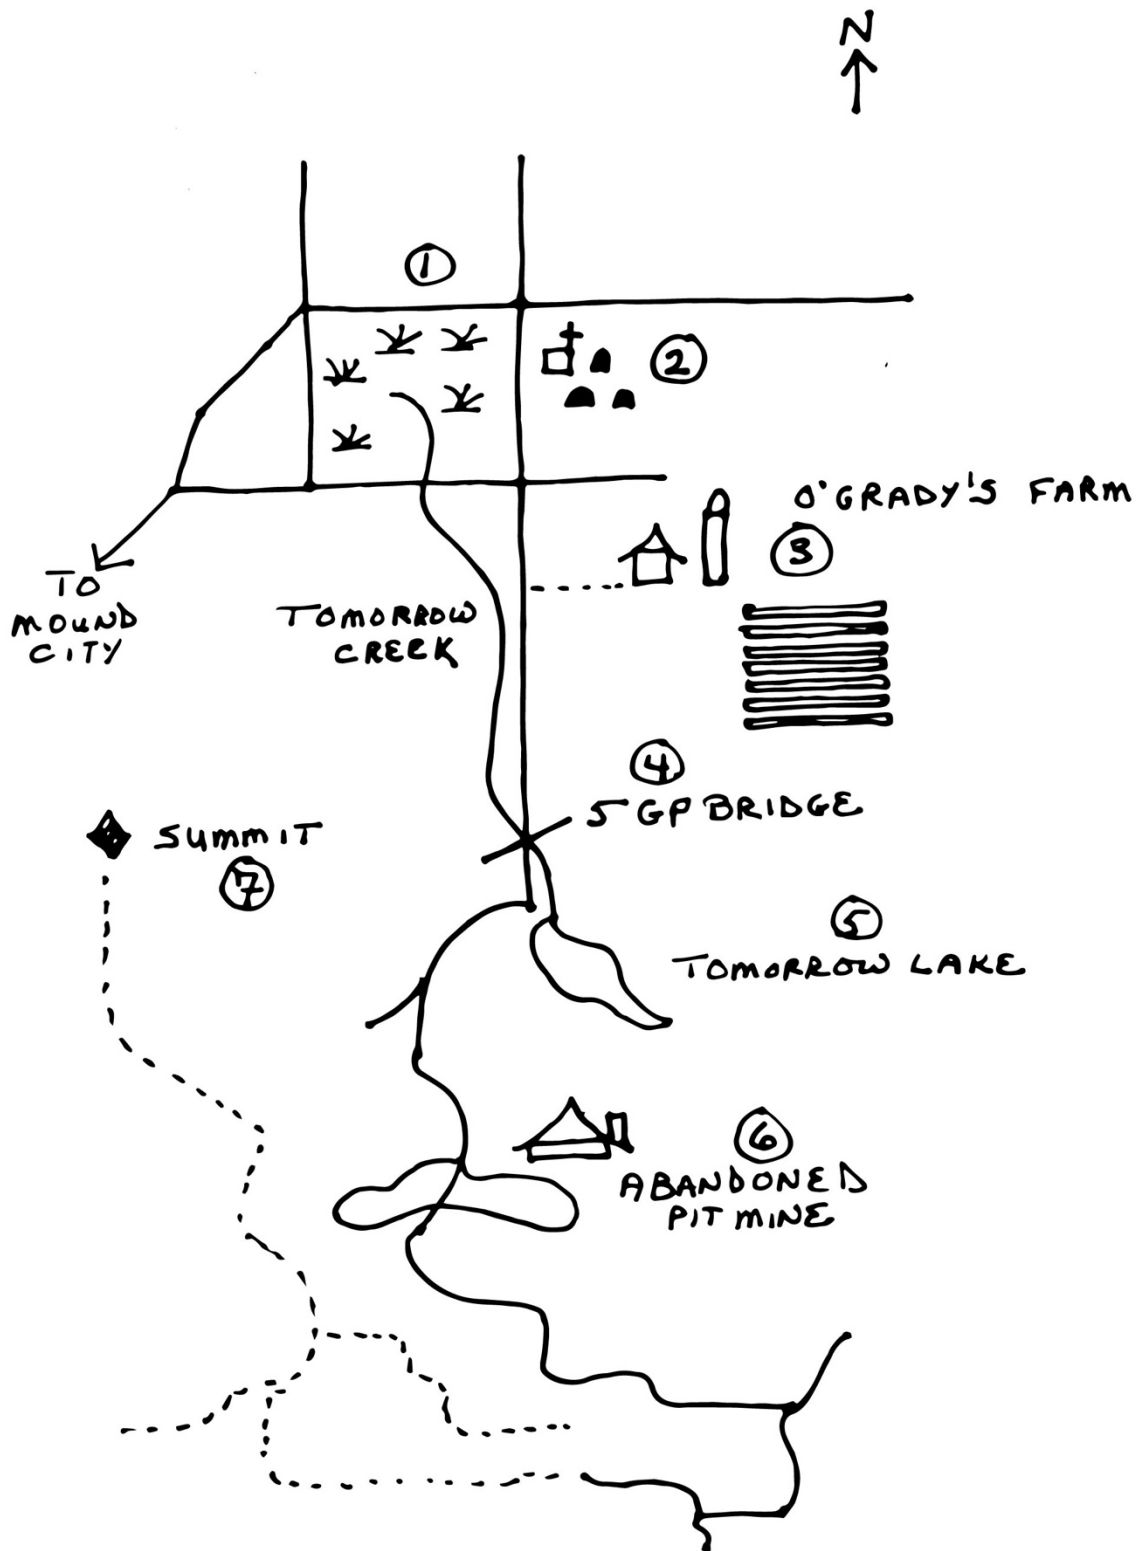 N
1
2
O'GRADY'S FARM
3
TO
MOUND
CITY
TOMORROW
CREEK
4
5 GP BRIDGE
SUMMIT
7
5
TOMORROW LAKE
6
ABANDONED
PIT MINE